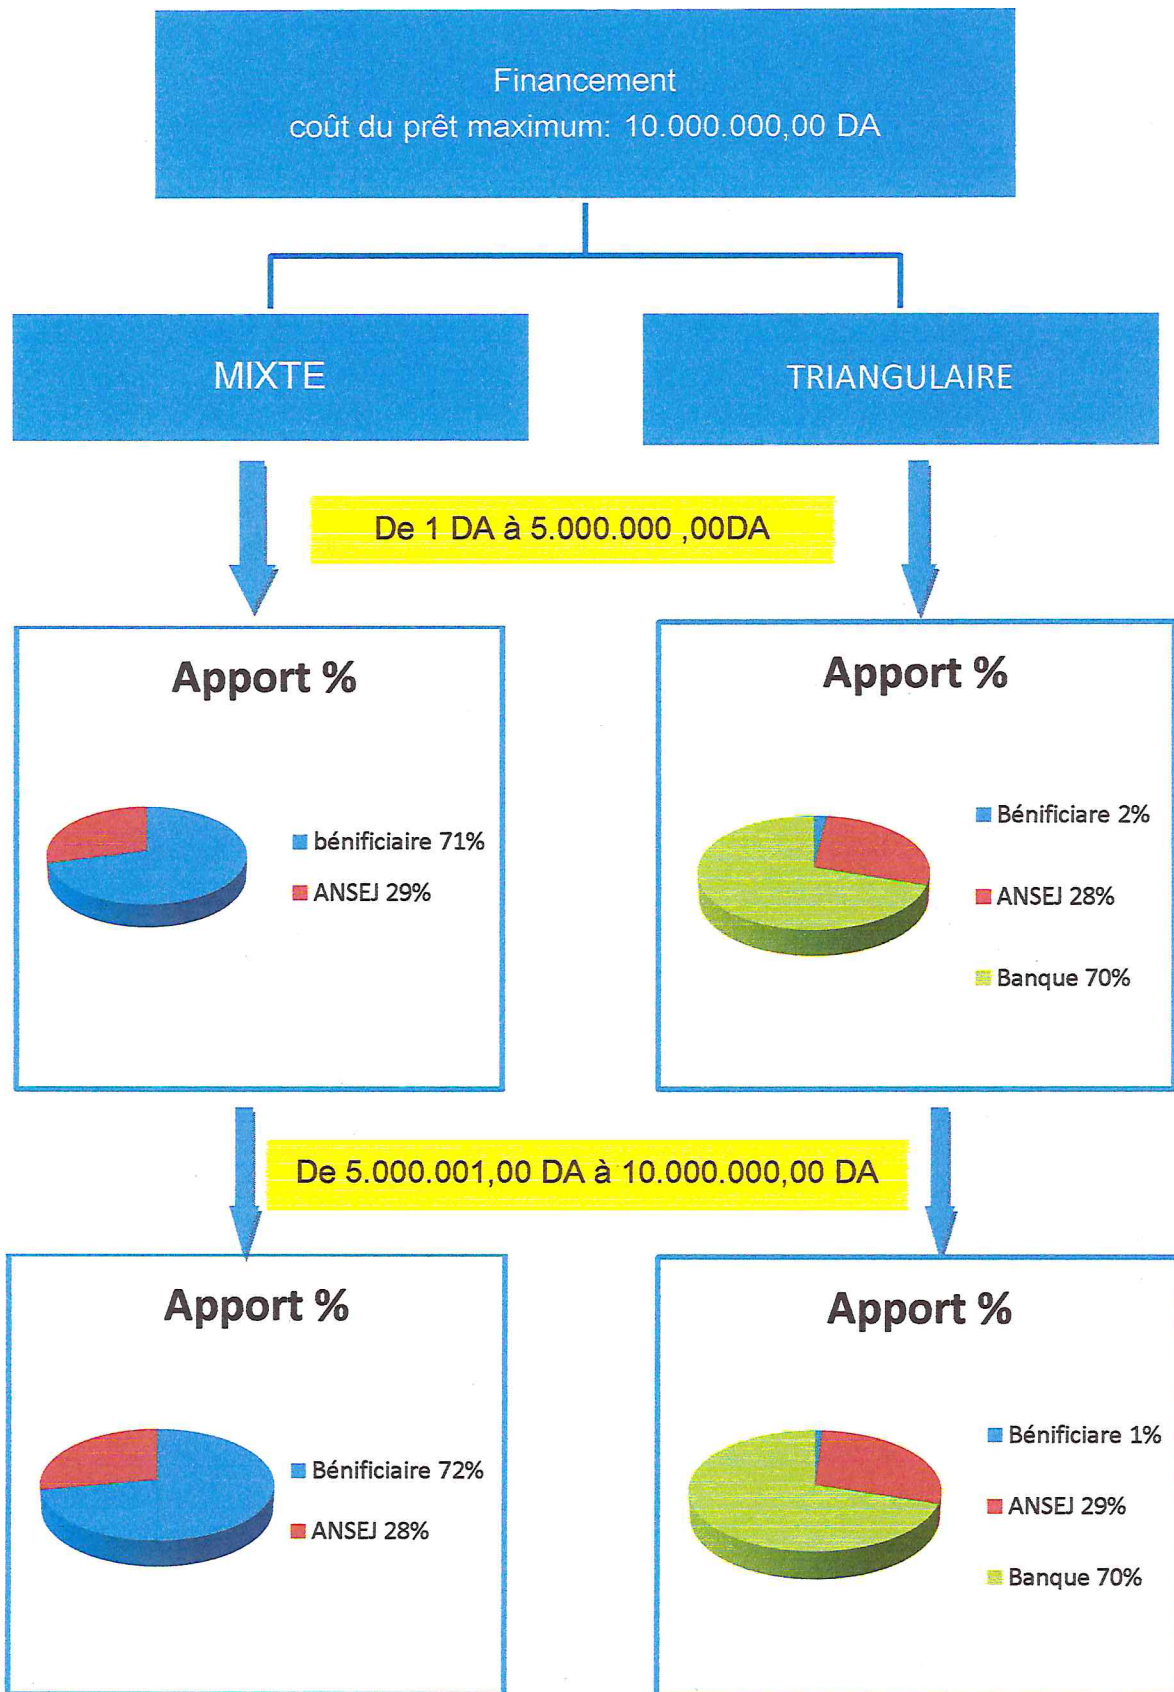 Financement
coût du prêt maximum: 10.000.000,00 DA
MIXTE
TRIANGULAIRE
De 1 DA à 5.000.000 ,00DA
Apport %
bénificiaire 71%
ANSEJ 29%
Apport %
Bénificiare 2%
ANSEJ 28%
Banque 70%
De 5.000.001,00 DA à 10.000.000,00 DA
Apport %
Bénificiaire 72%
ANSEJ 28%
Apport %
Bénificiare 1%
ANSEJ 29%
Banque 70%